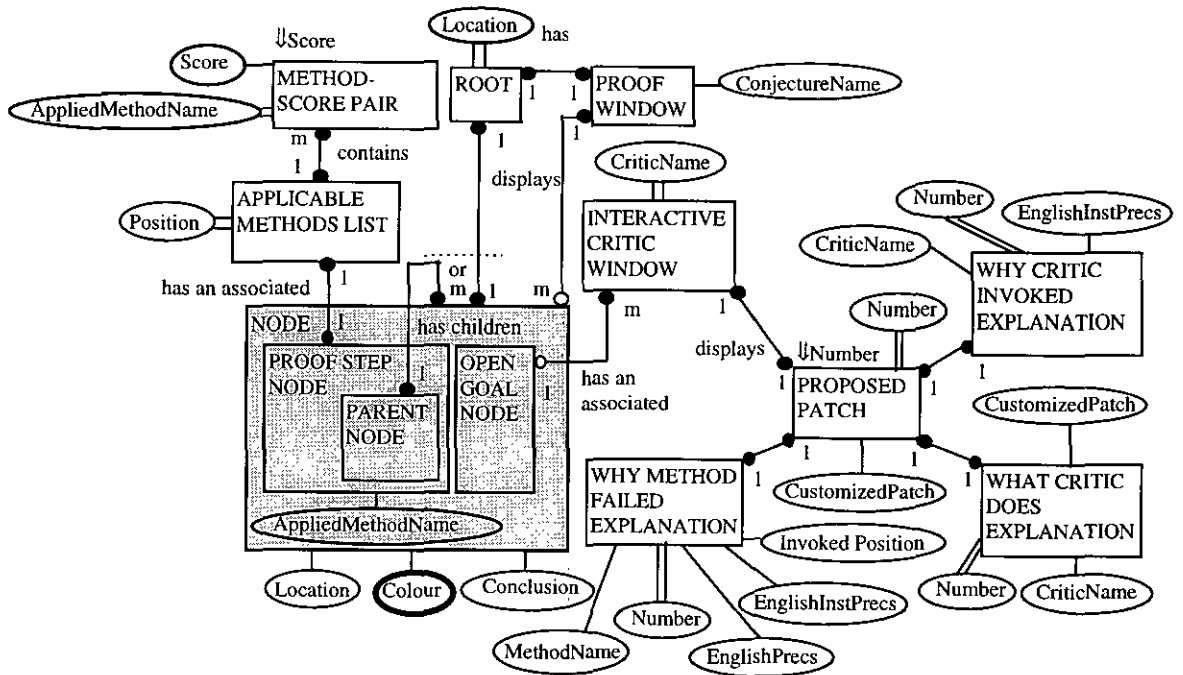 ⇓Score
Location
has
Score
METHOD-
SCORE PAIR
ROOT
1
1
PROOF
WINDOW
ConjectureName
AppliedMethodName
m
1
1
contains
1
displays
CriticName
APPLICABLE
METHODS LIST
Position
INTERACTIVE
CRITIC
WINDOW
Number
EnglishInstPrecs
CriticName
WHY CRITIC
INVOKED
EXPLANATION
1
has an associated
or
m
1
m
m
1
NODE
1
has children
Number
displays
⇓Number
1
PROOF STEP
NODE
OPEN
GOAL
NODE
1
1
has an
associated
1
PROPOSED
PATCH
1
PARENT
NODE
CustomizedPatch
1
1
WHY METHOD
FAILED
EXPLANATION
1
CustomizedPatch
1
WHAT CRITIC
DOES
EXPLANATION
AppliedMethodName
Invoked Position
Location
Colour
Conclusion
Number
CriticName
EnglishInstPrecs
Number
MethodName
EnglishPrecs